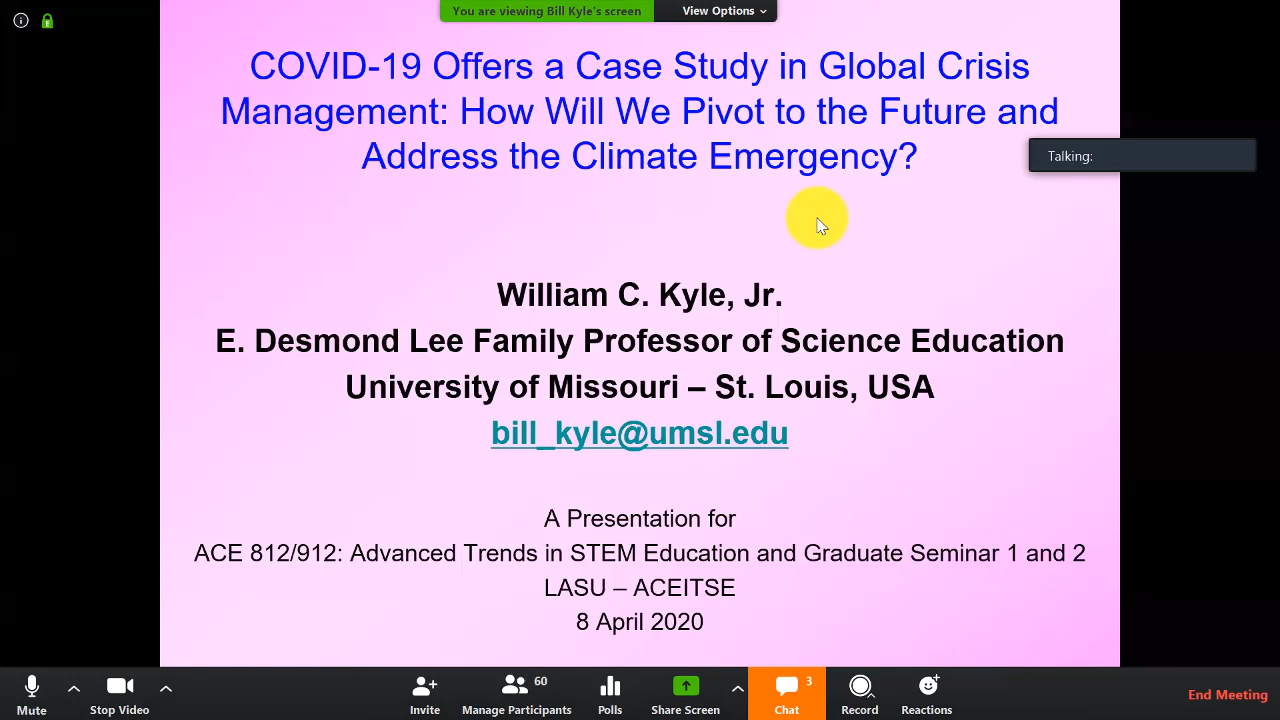 You are viewing Bill Kyle's screen View Options
COVID-19 Offers a Case Study in Global Crisis
Management: How Will We Pivot to the Future and
Address the Climate Emergency?
Talking:
William C. Kyle, Jr.
E. Desmond Lee Family Professor of Science Education
University of Missouri – St. Louis, USA
bill_kyle@umsl.edu
A Presentation for
ACE 812/912: Advanced Trends in STEM Education and Graduate Seminar 1 and 2
LASU – ACEITSE
8 April 2020
60 3
Mute Stop Video Invite Manage Participants Polls Share Screen Chat Record Reactions End Meeting